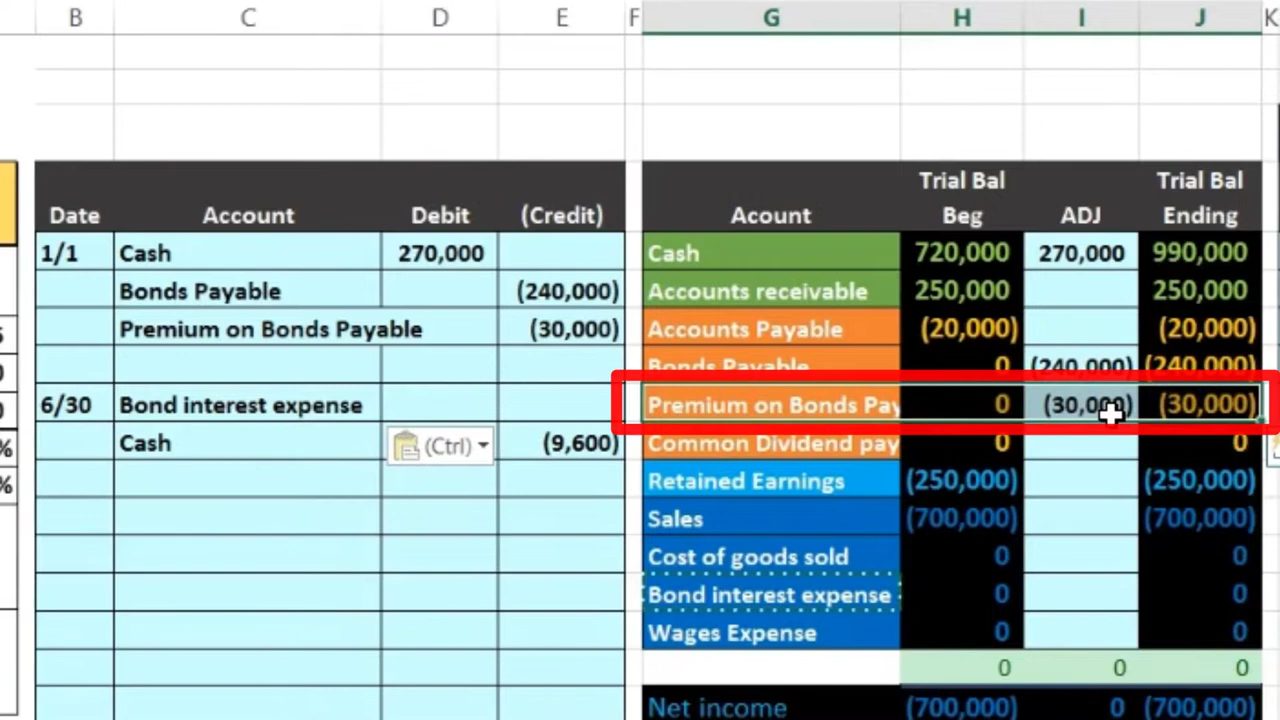 B C D E F G H I J K
Date Account Debit (Credit)
1/1 Cash 270,000
Bonds Payable (240,000)
Premium on Bonds Payable (30,000)
6/30 Bond interest expense
Cash (Ctrl) (9,600)
Trial Bal Trial Bal
Acount Beg ADJ Ending
Cash 720,000 270,000 990,000
Accounts receivable 250,000 250,000
Accounts Payable (20,000) (20,000)
Bonds Payable 0 (240,000) (240,000)
Premium on Bonds Pay 0 (30,000) (30,000)
Common Dividend pay 0 0
Retained Earnings (250,000) (250,000)
Sales (700,000) (700,000)
Cost of goods sold 0 0
Bond interest expense 0 0
Wages Expense 0 0
0 0 0
Net income (700,000) 0 (700,000)
%
%